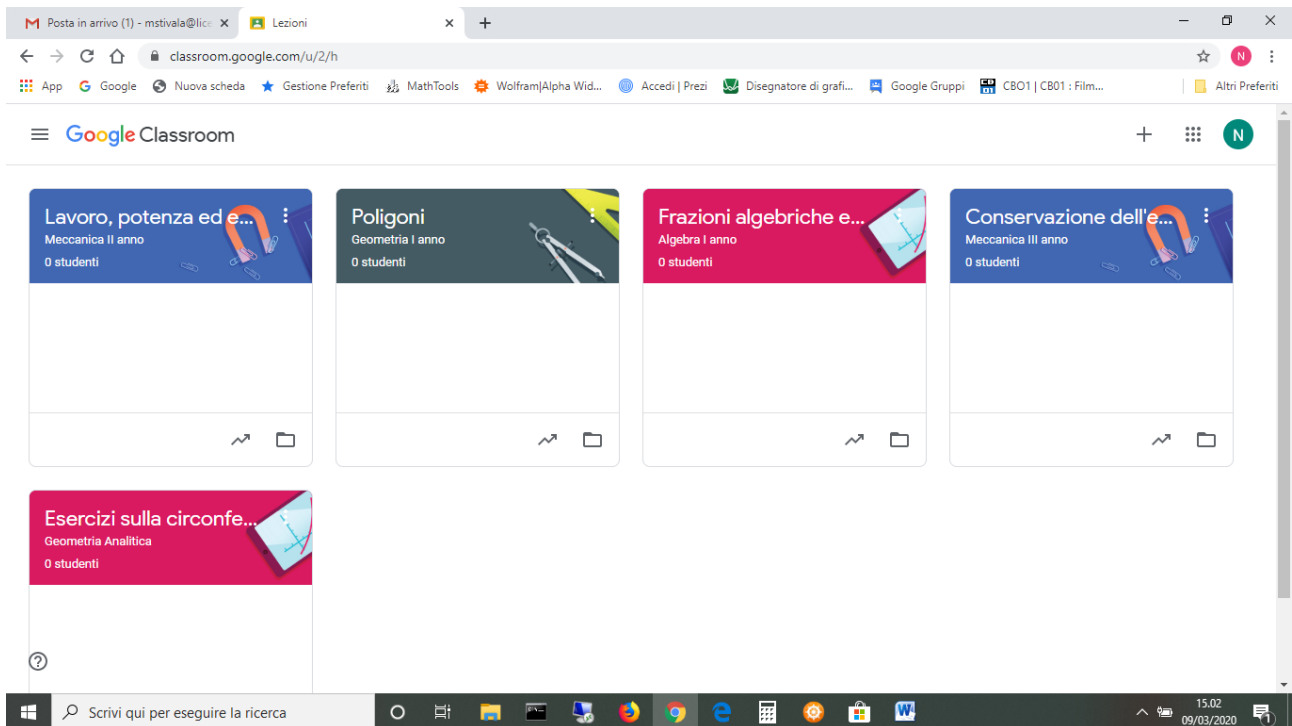 Posta in arrivo (1) - mstivala@lice
Lezioni
classroom.google.com/u/2/h
N
App
Google
Nuova scheda
Gestione Preferiti
MathTools
Wolfram|Alpha Wid...
Accedi | Prezi
Disegnatore di grafi...
Google Gruppi
CBO1 | CB01 : Film...
Altri Preferiti
Google Classroom
N
Lavoro, potenza ed e...
Meccanica II anno
0 studenti
Poligoni
Geometria I anno
0 studenti
Frazioni algebriche e...
Algebra I anno
0 studenti
Conservazione dell'e...
Meccanica III anno
0 studenti
Esercizi sulla circonfe...
Geometria Analitica
0 studenti
Scrivi qui per eseguire la ricerca
15.02
09/03/2020